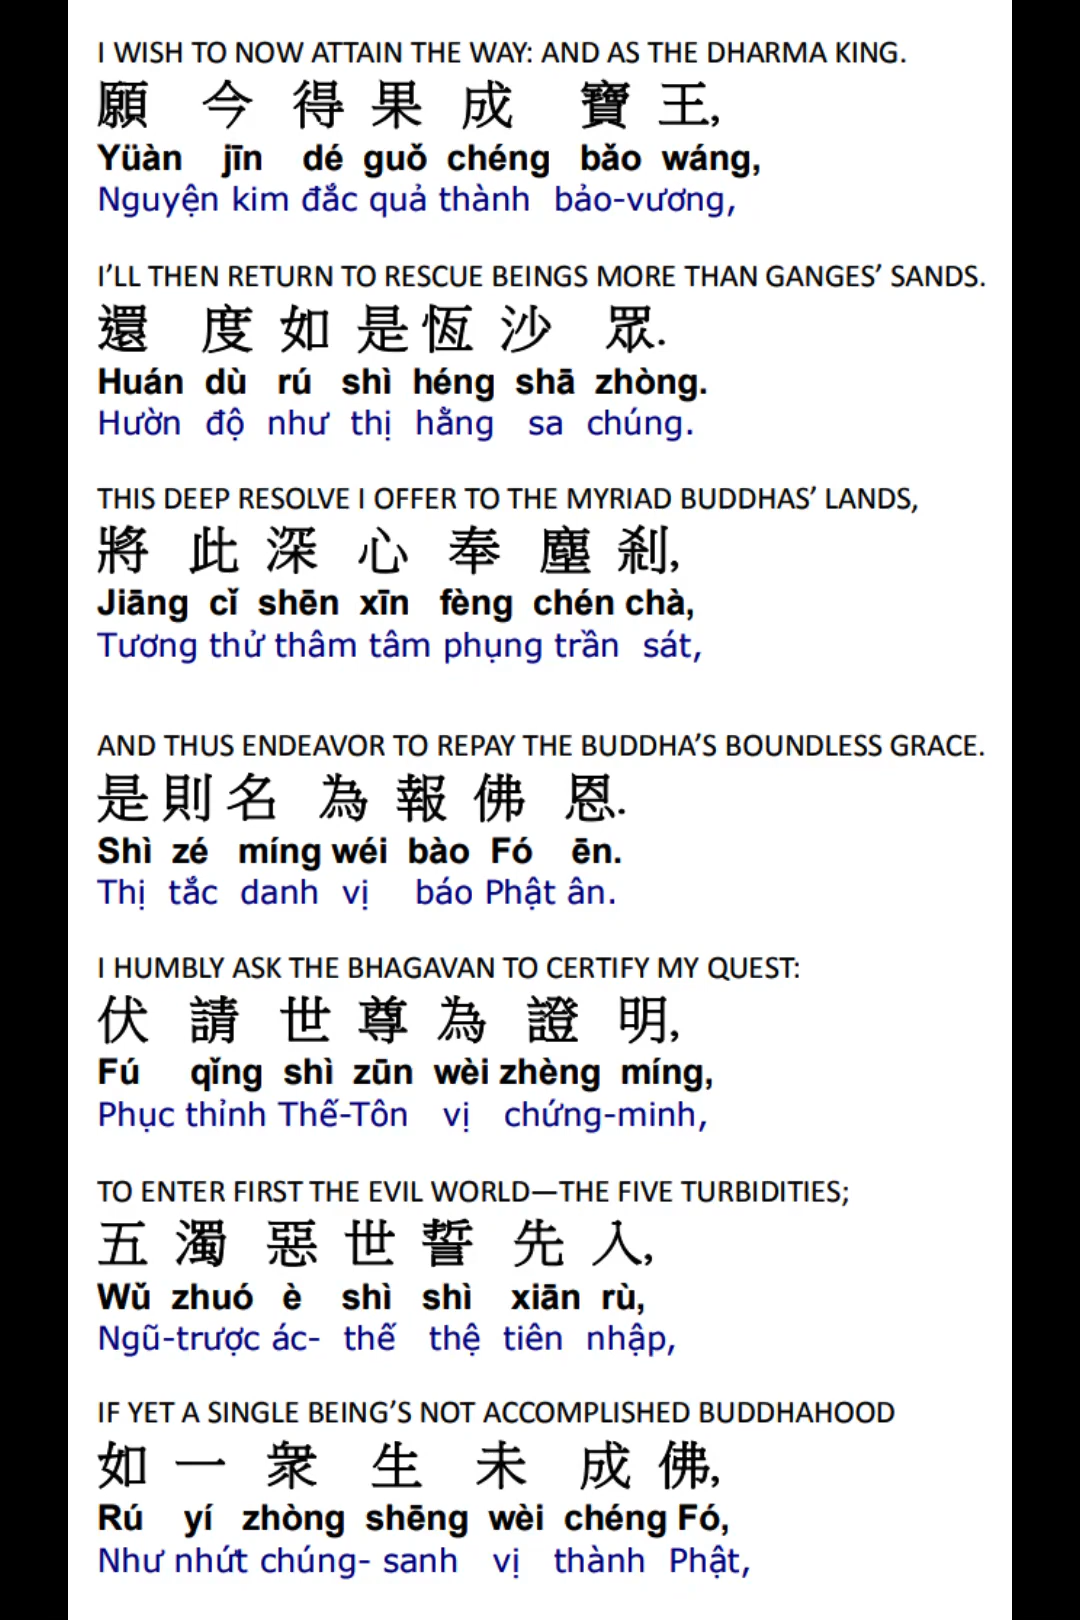 I WISH TO NOW ATTAIN THE WAY: AND AS THE DHARMA KING.
願 今 得 果 成 寶 王,
Yüàn jīn dé guǒ chéng bǎo wáng,
Nguyện kim đắc quả thành bảo-vương,
I’LL THEN RETURN TO RESCUE BEINGS MORE THAN GANGES’ SANDS.
還 度 如 是 恆 沙 眾.
Huán dù rú shì héng shā zhòng.
Hườn độ như thị hằng sa chúng.
THIS DEEP RESOLVE I OFFER TO THE MYRIAD BUDDHAS’ LANDS,
將 此 深 心 奉 塵 剎,
Jiāng cǐ shēn xīn fèng chén chà,
Tương thử thâm tâm phụng trần sát,
AND THUS ENDEAVOR TO REPAY THE BUDDHA’S BOUNDLESS GRACE.
是 則 名 為 報 佛 恩.
Shì zé míng wéi bào Fó ēn.
Thị tắc danh vị báo Phật ân.
I HUMBLY ASK THE BHAGAVAN TO CERTIFY MY QUEST:
伏 請 世 尊 為 證 明,
Fú qǐng shì zūn wèi zhèng míng,
Phục thỉnh Thế-Tôn vị chứng-minh,
TO ENTER FIRST THE EVIL WORLD—THE FIVE TURBIDITIES;
五 濁 惡 世 誓 先 入,
Wǔ zhuó è shì shì xiān rù,
Ngũ-trược ác- thế thệ tiên nhập,
IF YET A SINGLE BEING’S NOT ACCOMPLISHED BUDDHAHOOD
如 一 衆 生 未 成 佛,
Rú yí zhòng shēng wèi chéng Fó,
Như nhứt chúng- sanh vị thành Phật,